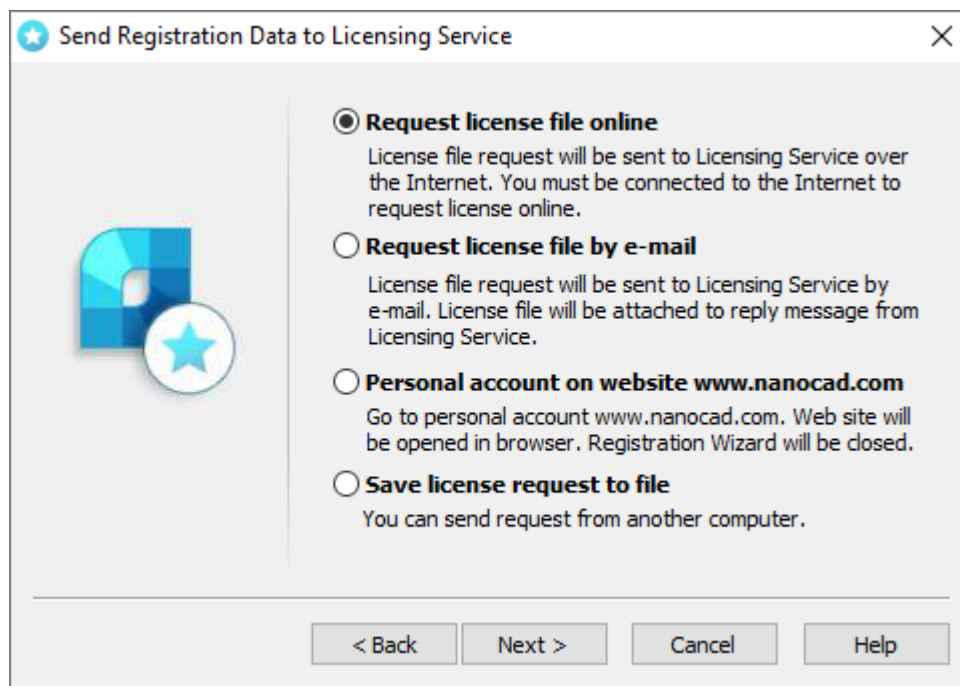 Send Registration Data to Licensing Service
Request license file online
License file request will be sent to Licensing Service over
the Internet. You must be connected to the Internet to
request license online.
Request license file by e-mail
License file request will be sent to Licensing Service by
e-mail. License file will be attached to reply message from
Licensing Service.
Personal account on website www.nanocad.com
Go to personal account www.nanocad.com. Web site will
be opened in browser. Registration Wizard will be closed.
Save license request to file
You can send request from another computer.
< Back Next > Cancel Help